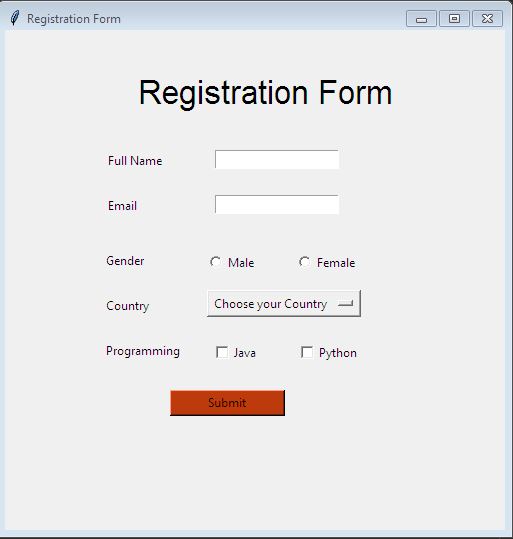 Registration Form
Registration Form
Full Name
Email
Gender Male Female
Country Choose your Country
Programming Java Python
Submit